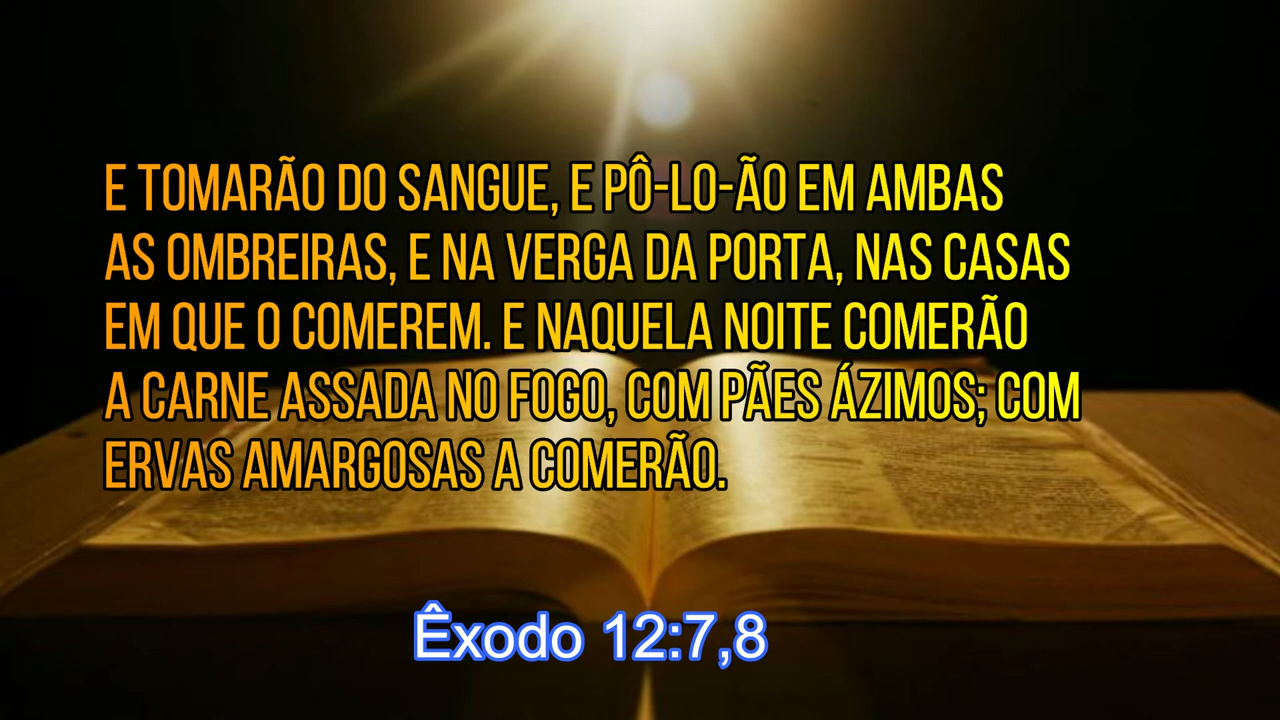 E TOMARÃO DO SANGUE, E PÔ-LO-ÃO EM AMBAS
AS OMBREIRAS, E NA VERGA DA PORTA, NAS CASAS
EM QUE O COMEREM. E NAQUELA NOITE COMERÃO
A CARNE ASSADA NO FOGO, COM PÃES ÁZIMOS; COM
ERVAS AMARGOSAS A COMERÃO.
Êxodo 12:7,8